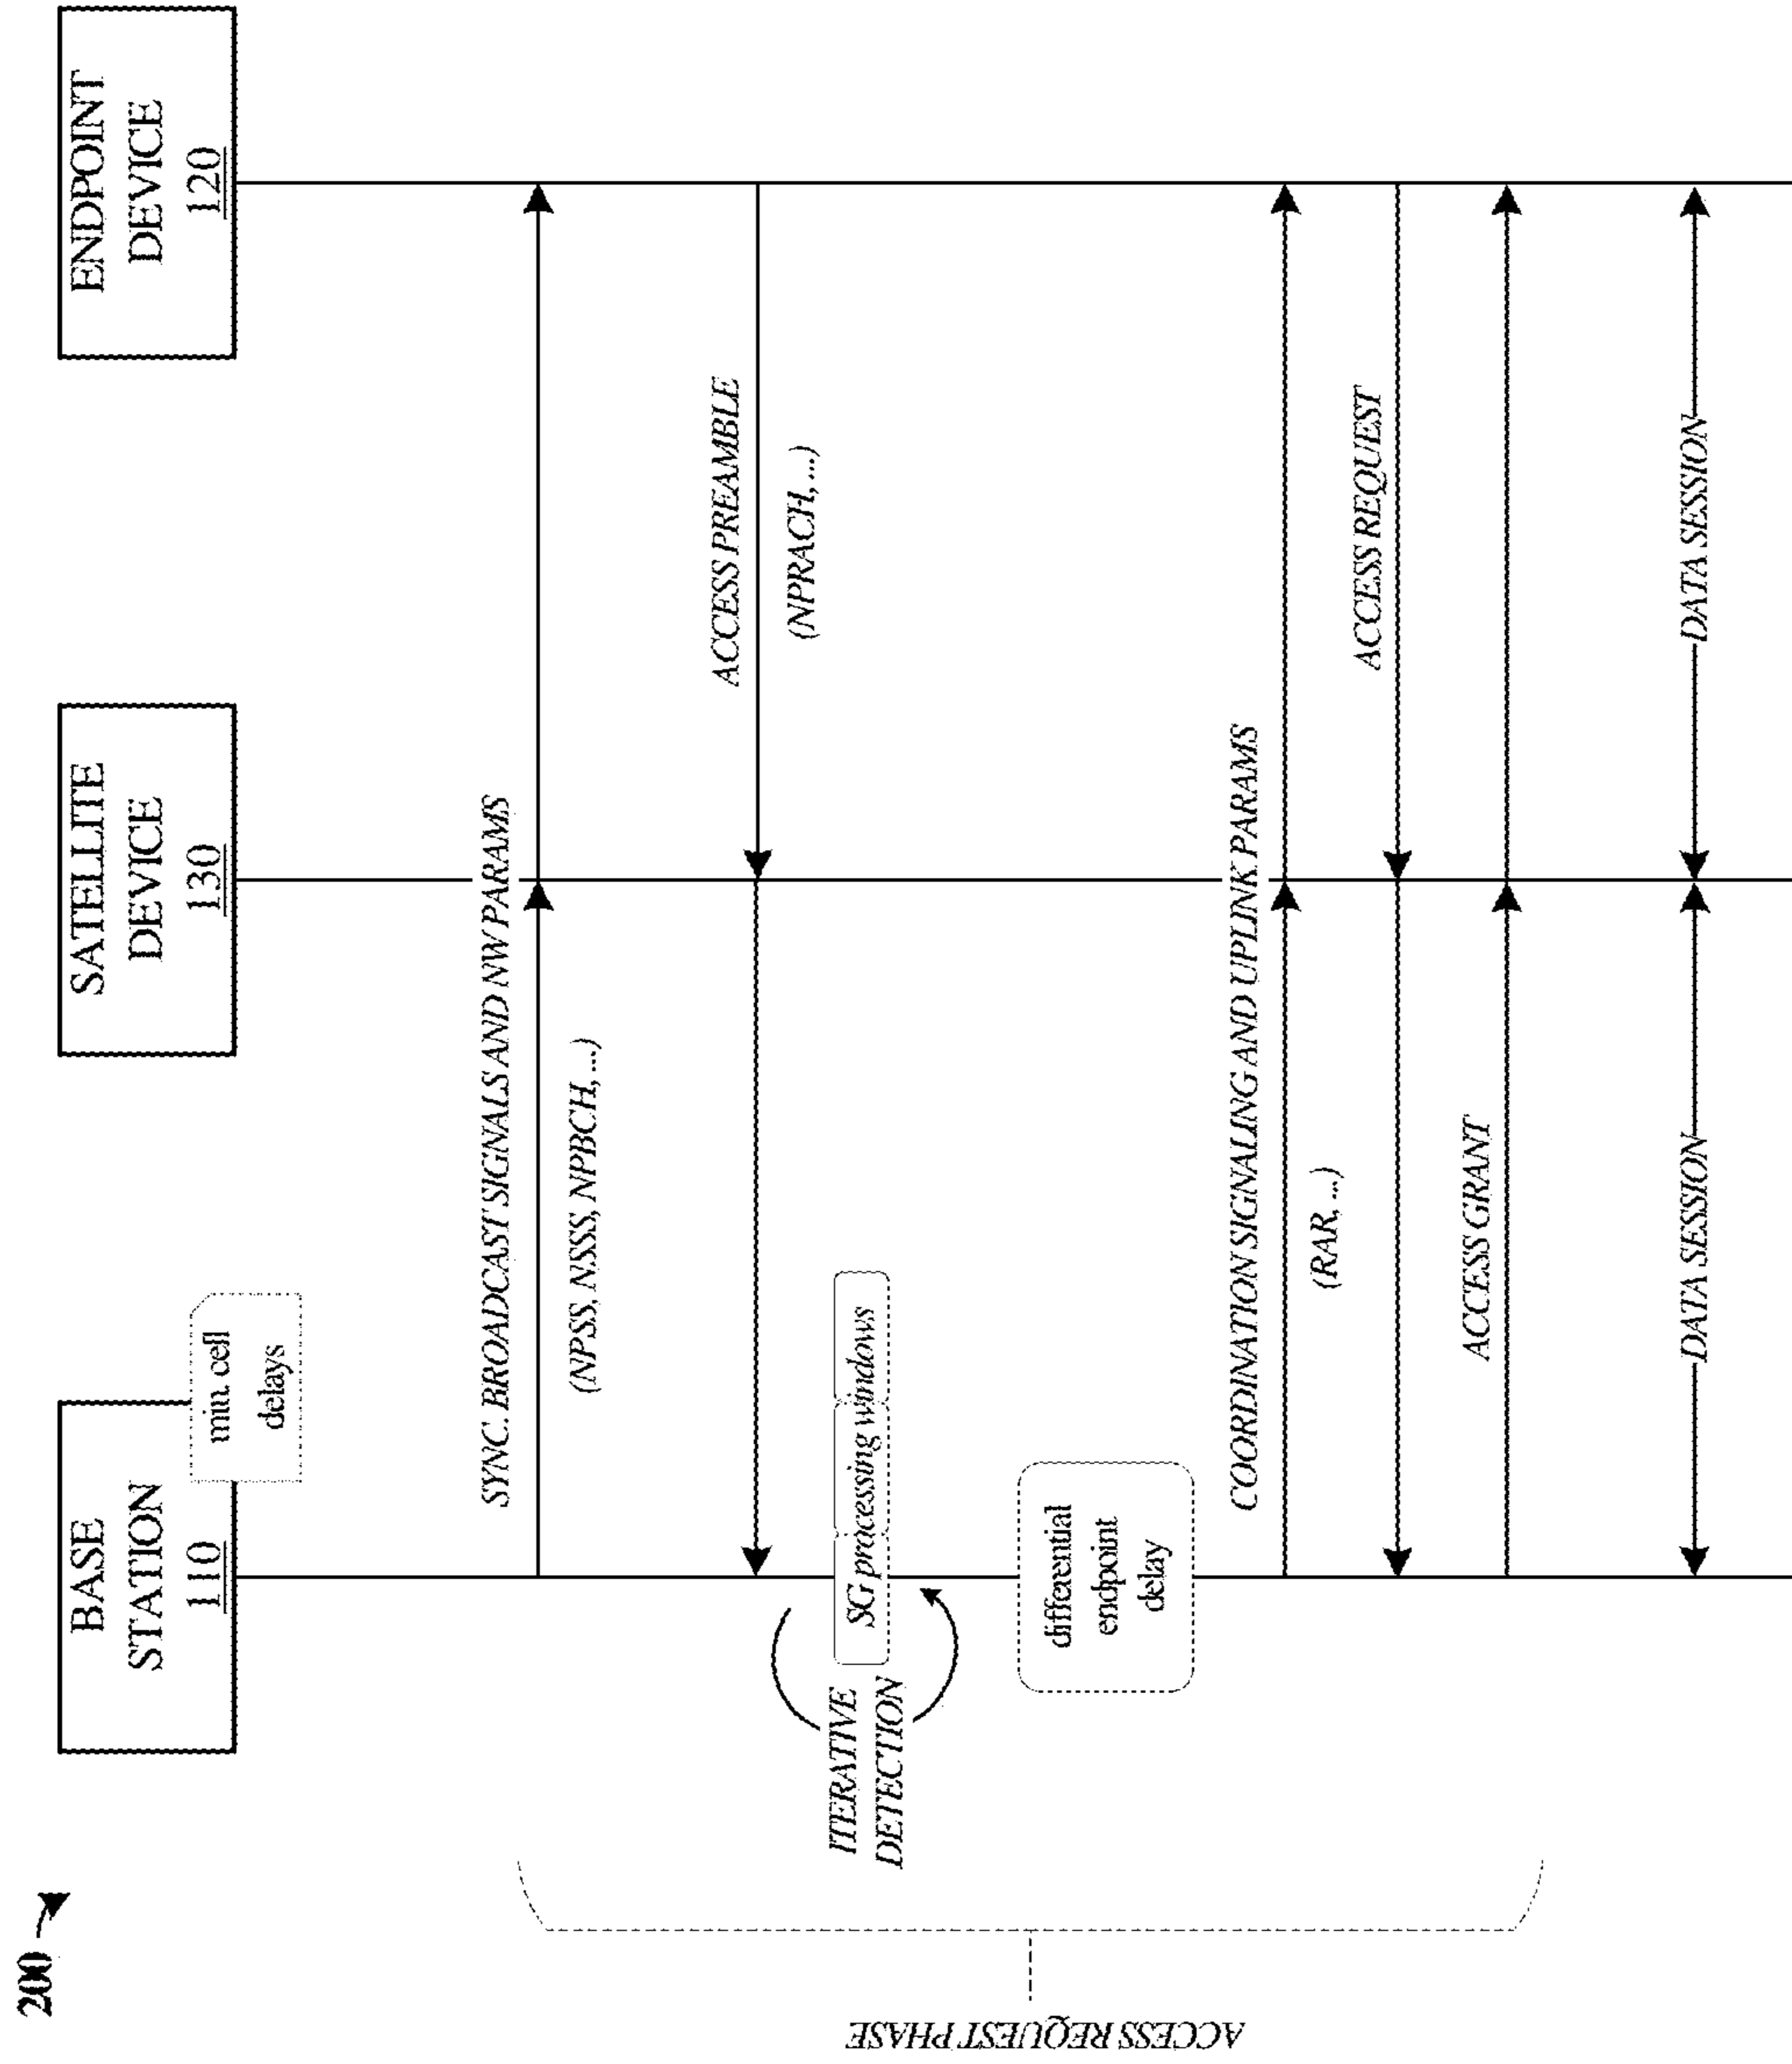 200
BASE
STATION
110
min. cell
delays
SATELLITE
DEVICE
130
ENDPOINT
DEVICE
120
SYNC. BROADCAST SIGNALS AND NW PARAMS
(NPSS, NSSS, NPBCH, ...)
ACCESS PREAMBLE
(NPRACH, ...)
ITERATIVE
DETECTION
SG processing windows
differential
endpoint
delay
COORDINATION SIGNALING AND UPLINK PARAMS
(RAR, ...)
ACCESS REQUEST
ACCESS GRANT
DATA SESSION
DATA SESSION
ACCESS REQUEST PHASE